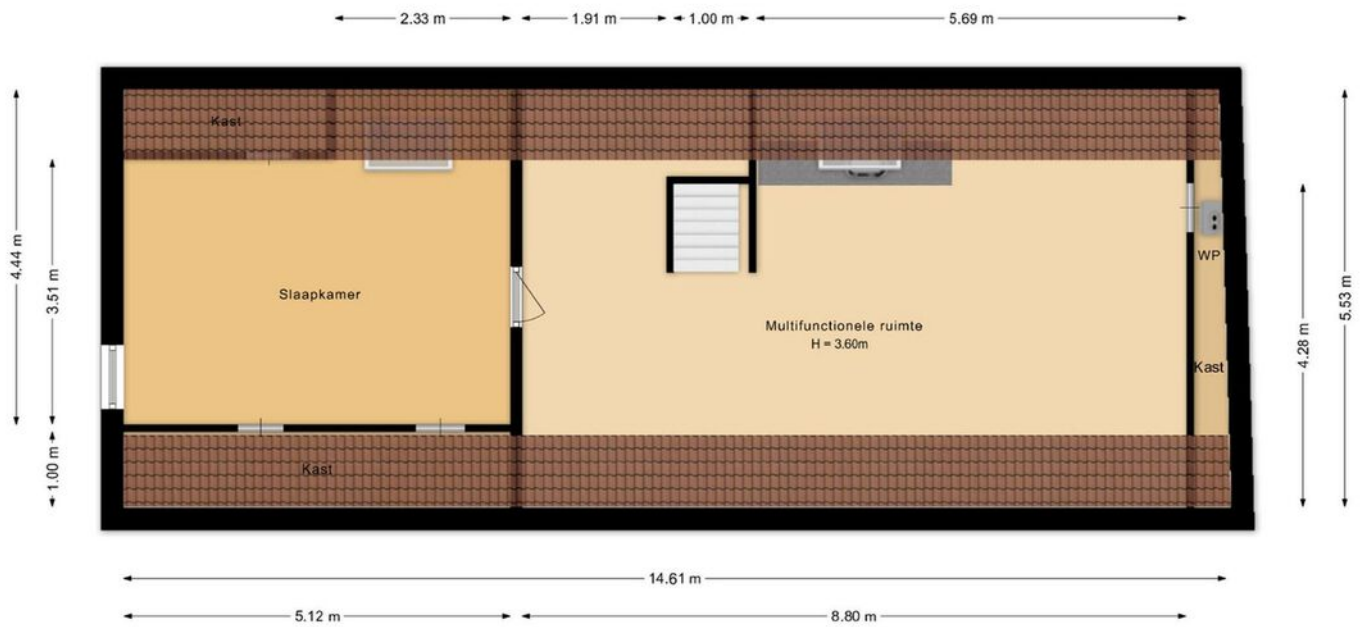 2.33 m
1.91 m
1.00 m
5.69 m
Kast
4.44 m
3.51 m
1.00 m
Slaapkamer
Multifunctionele ruimte
H = 3.60m
WP
Kast
4.28 m
5.53 m
Kast
14.61 m
5.12 m
8.80 m